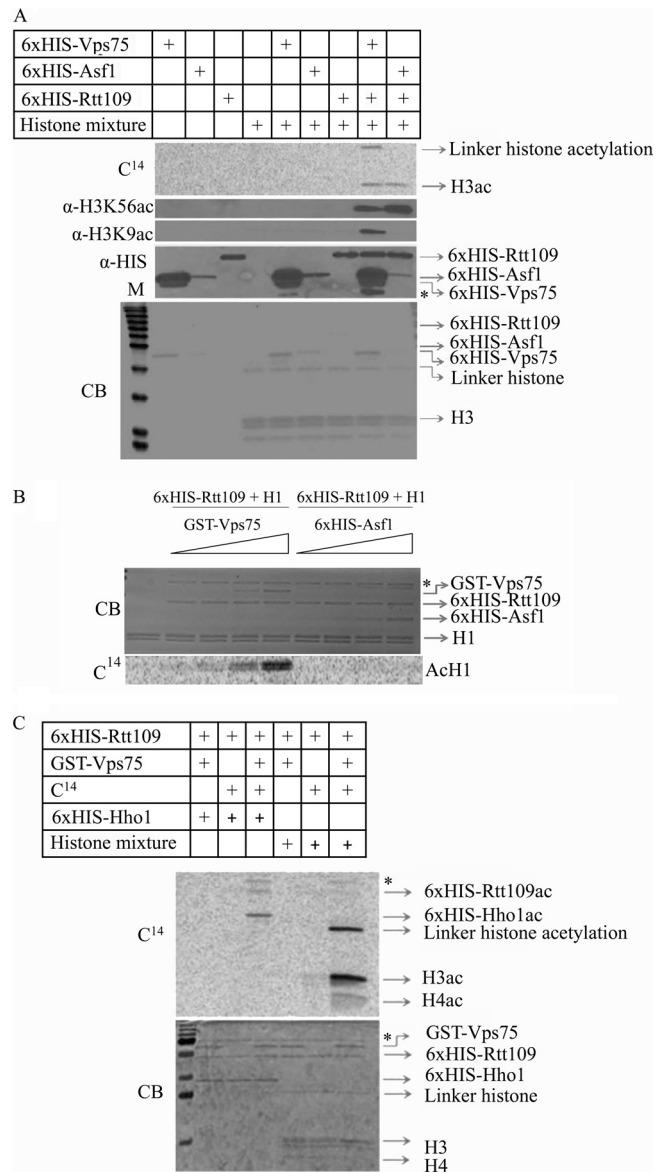 A
6xHIS-Vps75 + + +
6xHIS-Asf1 + + +
6xHIS-Rtt109 + + + +
Histone mixture + + + + + +
C14
Linker histone acetylation
H3ac
α-H3K56ac
α-H3K9ac
α-HIS
6xHIS-Rtt109
6xHIS-Asf1
* 6xHIS-Vps75
M
6xHIS-Rtt109
6xHIS-Asf1
6xHIS-Vps75
Linker histone
CB
H3
B
6xHIS-Rtt109 + H1 6xHIS-Rtt109 + H1
GST-Vps75 6xHIS-Asf1
*
GST-Vps75
CB
6xHIS-Rtt109
6xHIS-Asf1
H1
C14
AcH1
C
6xHIS-Rtt109 + + + + + +
GST-Vps75 + + + +
C14 + + + +
6xHIS-Hho1 + + +
Histone mixture + + +
*
6xHIS-Rtt109ac
6xHIS-Hho1ac
C14
Linker histone acetylation
H3ac
H4ac
* GST-Vps75
6xHIS-Rtt109
6xHIS-Hho1
CB
Linker histone
H3
H4